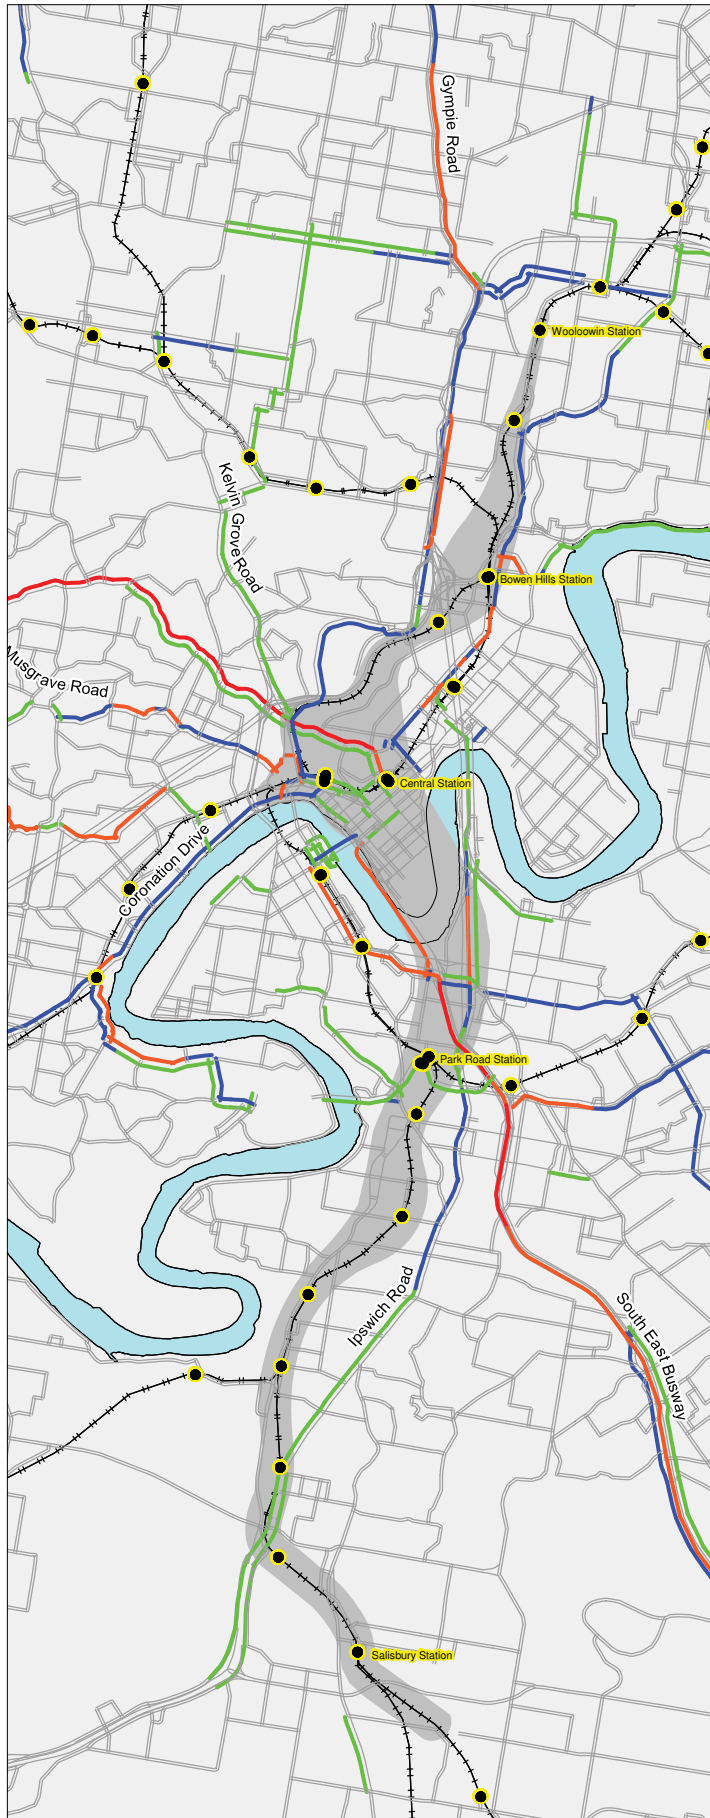 Gympie Road
Wooloowin Station
Kelvin Grove Road
Bowen Hills Station
Musgrave Road
Central Station
Coronation Drive
Park Road Station
Ipswich Road
South East Busway
Salisbury Station